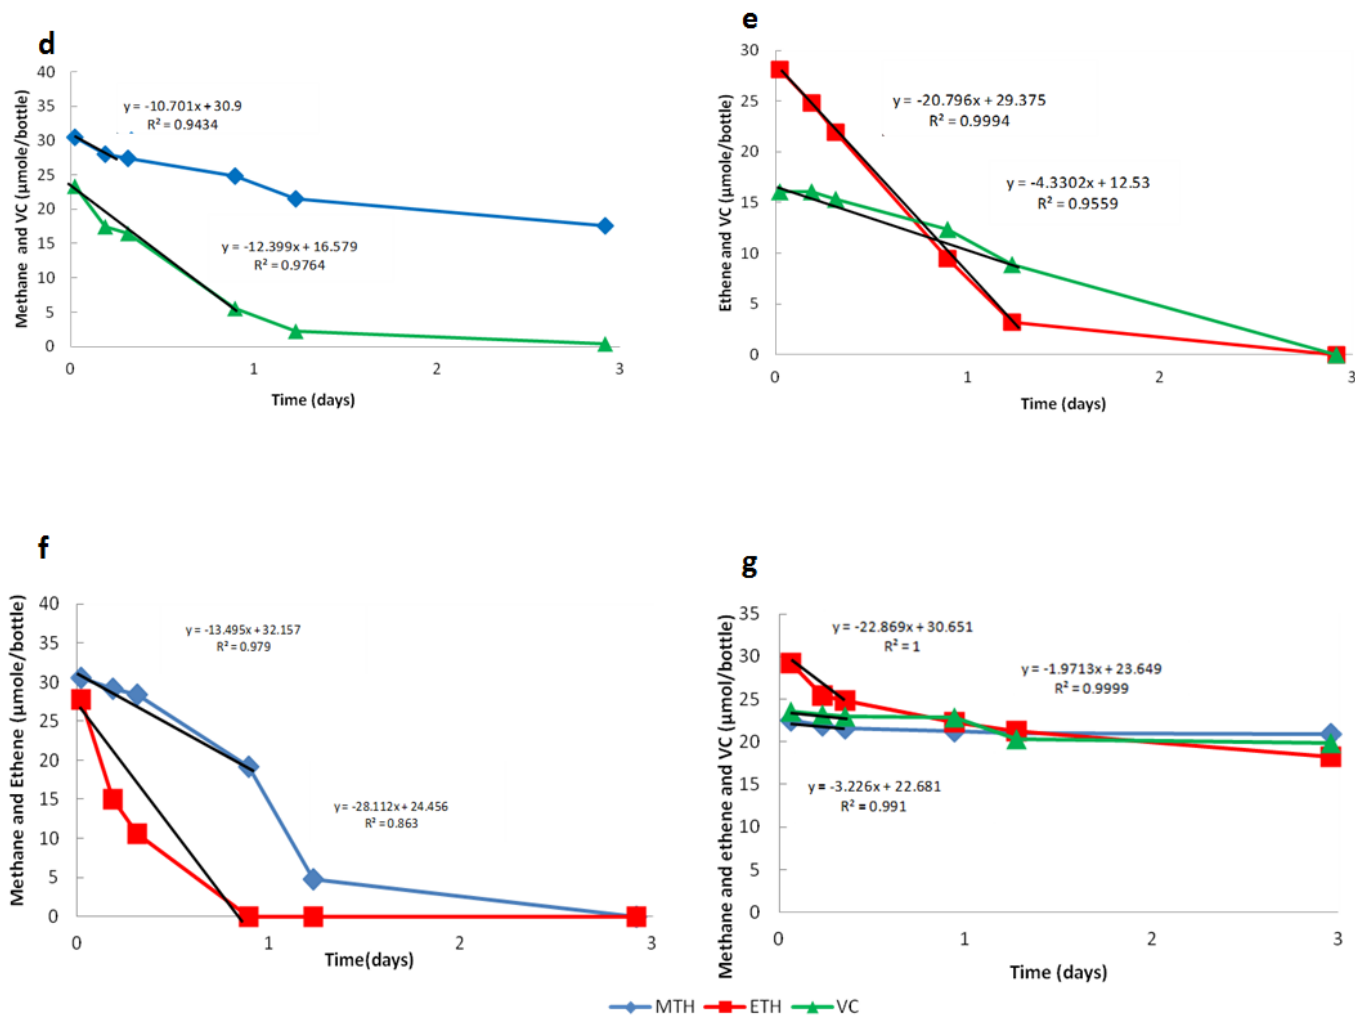 d
Methane and VC (µmole/bottle)
40
35
30
25
20
15
10
5
0
y = -10.701x + 30.9
R² = 0.9434
y = -12.399x + 16.579
R² = 0.9764
0 1 2 3
Time (days)
e
Ethene and VC (µmole/bottle)
30
25
20
15
10
5
0
y = -20.796x + 29.375
R² = 0.9994
y = -4.3302x + 12.53
R² = 0.9559
0 1 2 3
Time (days)
f
Methane and Ethene (µmole/bottle)
40
35
30
25
20
15
10
5
0
y = -13.495x + 32.157
R² = 0.979
y = -28.112x + 24.456
R² = 0.863
0 1 2 3
Time(days)
g
Methane and ethene and VC (µmol/bottle)
35
30
25
20
15
10
5
0
y = -22.869x + 30.651
R² = 1
y = -1.9713x + 23.649
R² = 0.9999
y = -3.226x + 22.681
R² = 0.991
0 1 2 3
Time (days)
MTH ETH VC